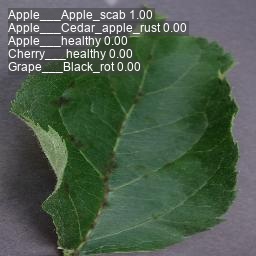 Apple___Apple_scab 1.00
Apple___Cedar_apple_rust 0.00
Apple___healthy 0.00
Cherry___healthy 0.00
Grape___Black_rot 0.00